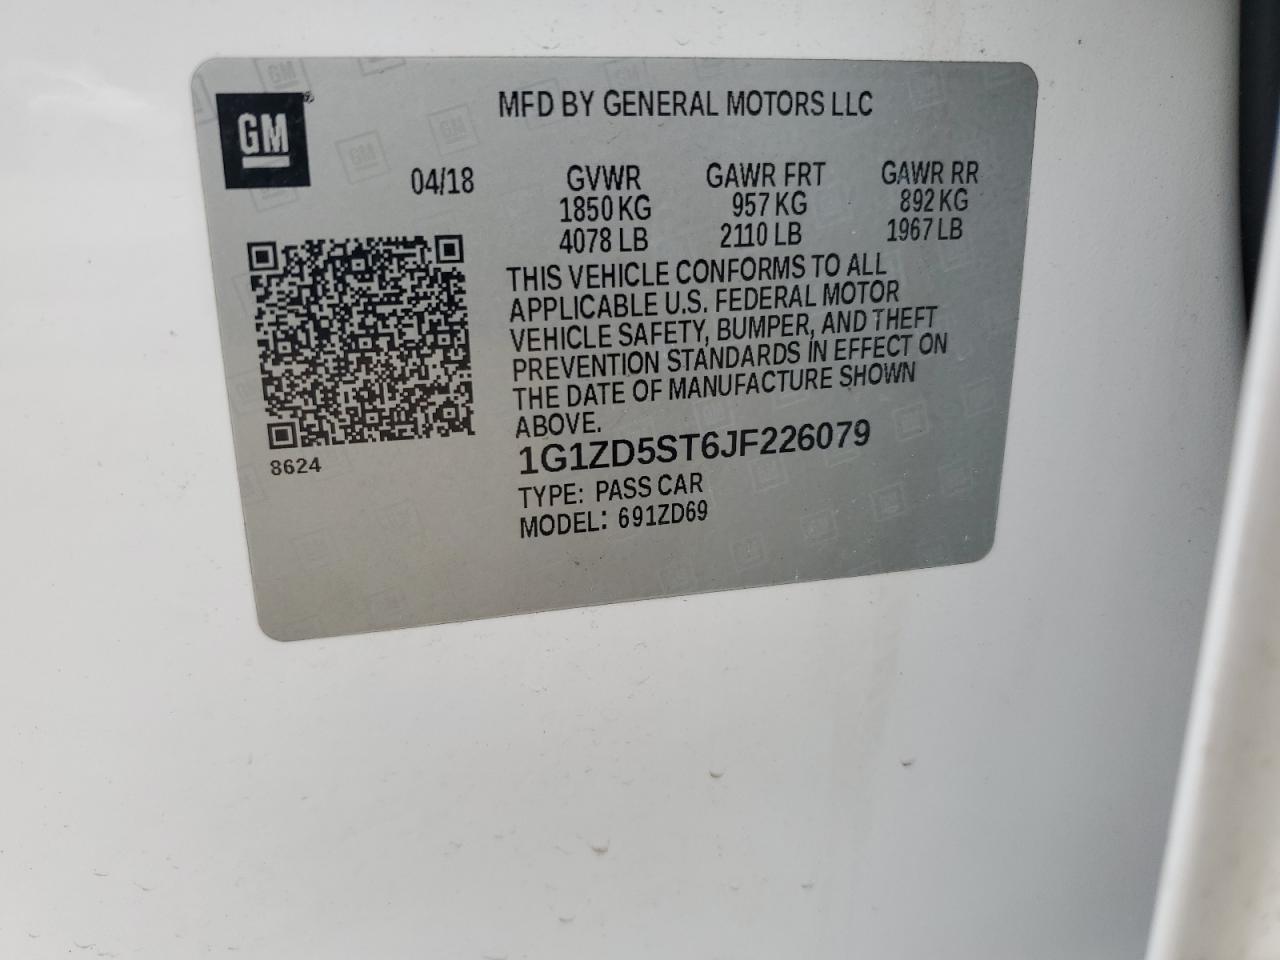 GM
MFD BY GENERAL MOTORS LLC
04/18
GVWR GAWR FRT GAWR RR
1850 KG 957 KG 892 KG
4078 LB 2110 LB 1967 LB
THIS VEHICLE CONFORMS TO ALL
APPLICABLE U.S. FEDERAL MOTOR
VEHICLE SAFETY, BUMPER, AND THEFT
PREVENTION STANDARDS IN EFFECT ON
THE DATE OF MANUFACTURE SHOWN
ABOVE.
8624
1G1ZD5ST6JF226079
TYPE: PASS CAR
MODEL: 691ZD69